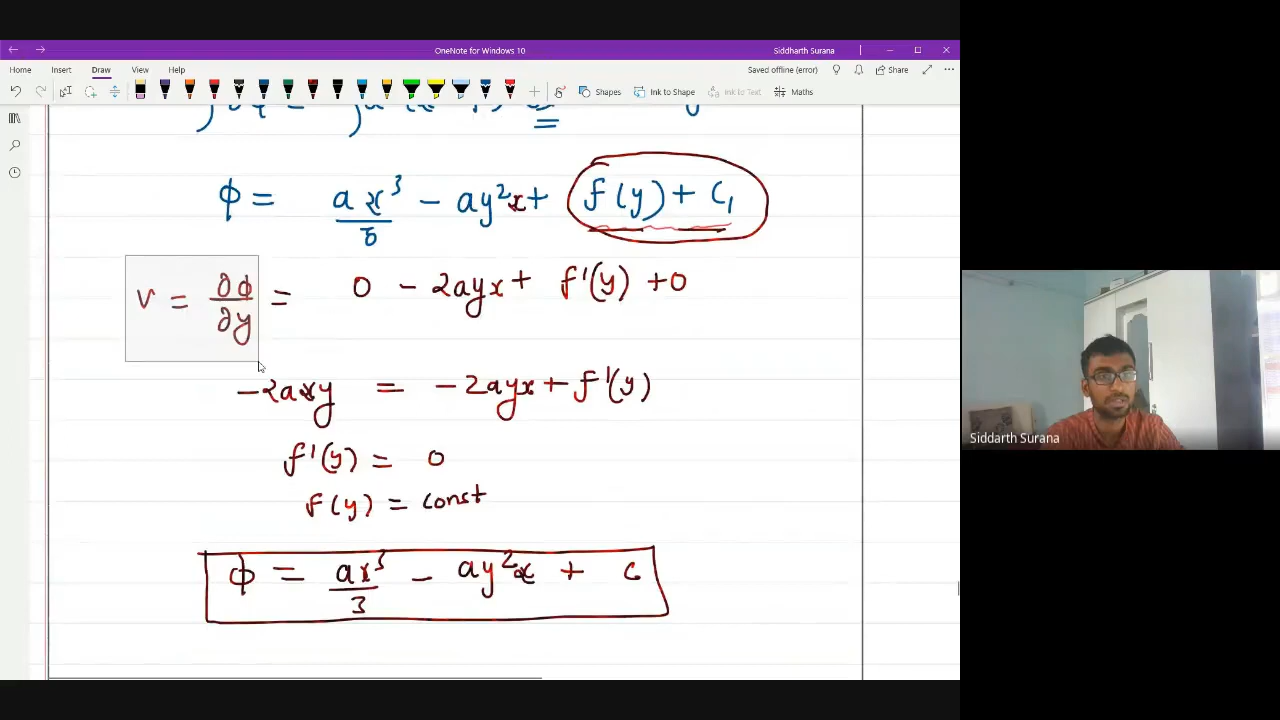 OneNote for Windows 10
Siddharth Surana
Home Insert Draw View Help
Saved offline (error) Share
Shapes Ink to Shape Ink to Text Maths
φ = ax³/3 - ay²x + f(y) + C₁
v = ∂φ/∂y = 0 - 2ayx + f'(y) + 0
-2axy = -2ayx + f'(y)
f'(y) = 0
f(y) = const
φ = ax³/3 - ay²x + c
Siddarth Surana